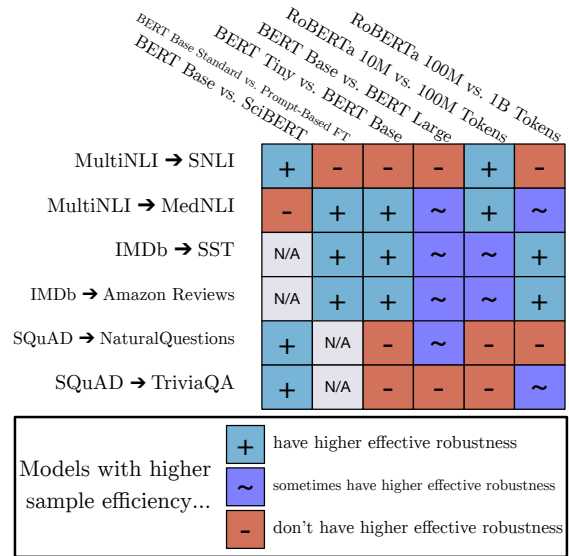 BERT Base vs. SciBERT
BERT Base Standard vs. Prompt-Based FT
BERT Tiny vs. BERT Base
BERT Base vs. BERT Large
RoBERTa 10M vs. 100M Tokens
RoBERTa 100M vs. 1B Tokens
MultiNLI ➔ SNLI + - - - + -
MultiNLI ➔ MedNLI - + + ~ + ~
IMDb ➔ SST N/A + + ~ ~ +
IMDb ➔ Amazon Reviews N/A + + ~ ~ +
SQuAD ➔ NaturalQuestions + N/A - ~ - -
SQuAD ➔ TriviaQA + N/A - - - ~
Models with higher
sample efficiency...
+ have higher effective robustness
~ sometimes have higher effective robustness
- don't have higher effective robustness